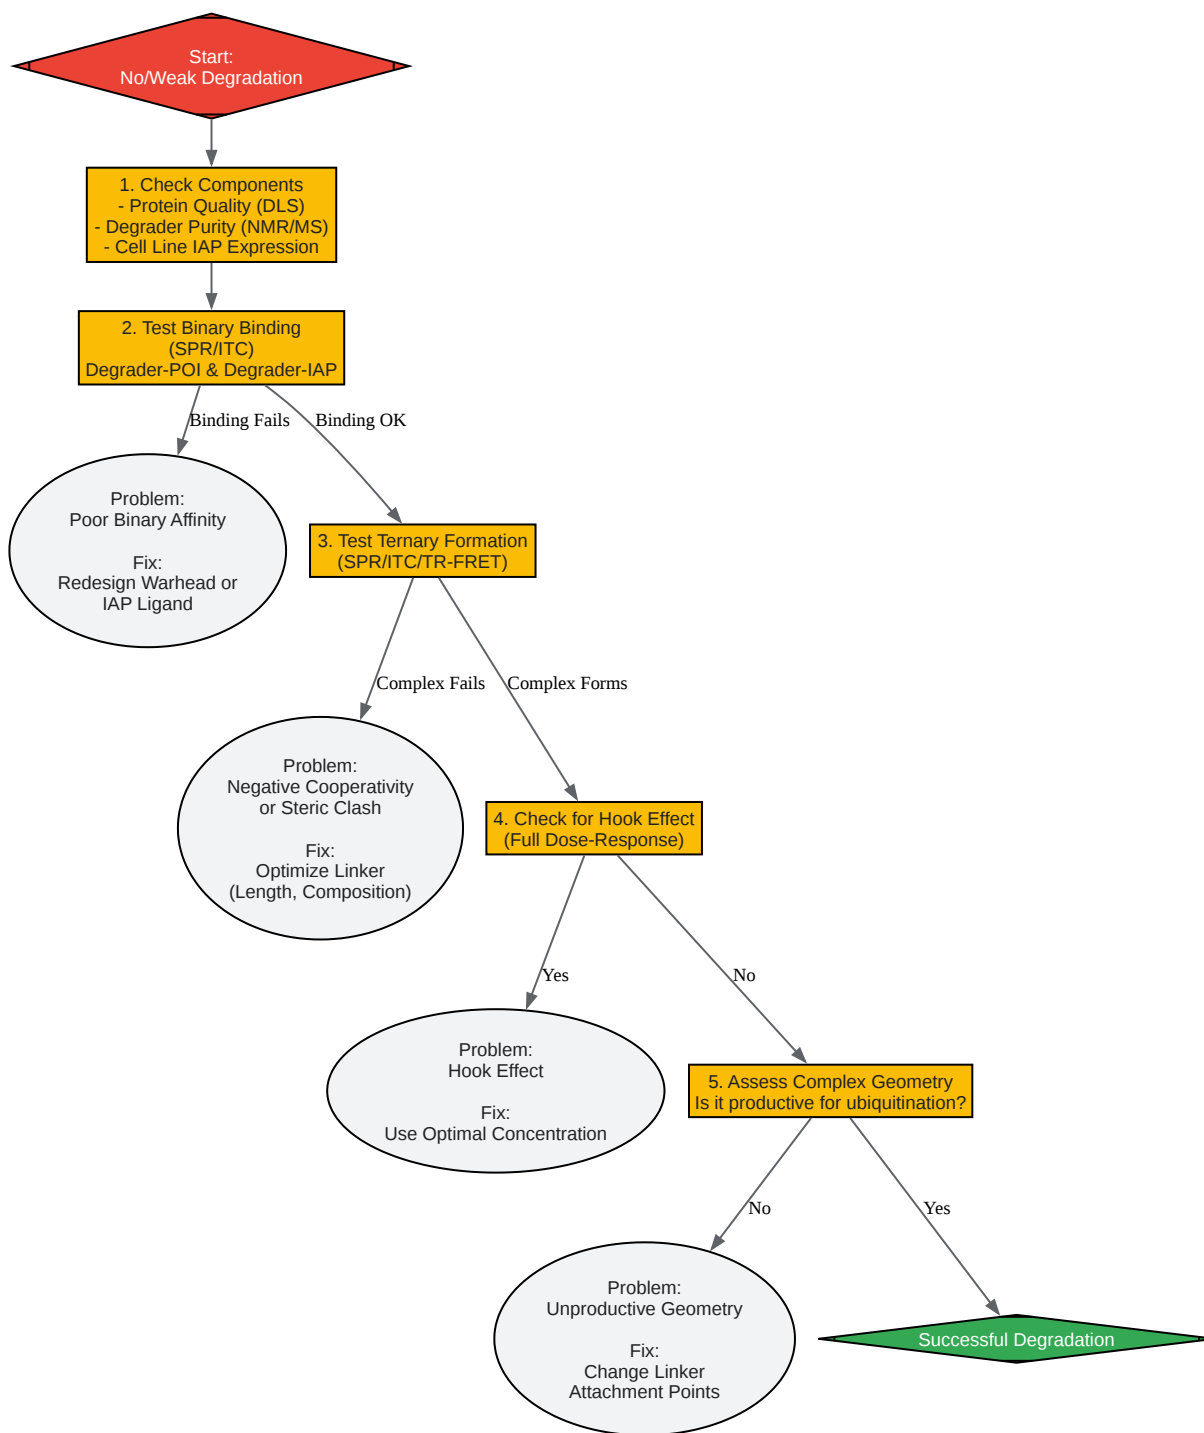 Start:
No/Weak Degradation
1. Check Components
- Protein Quality (DLS)
- Degrader Purity (NMR/MS)
- Cell Line IAP Expression
2. Test Binary Binding
(SPR/ITC)
Degrader-POI & Degrader-IAP
Binding Fails
Binding OK
Problem:
Poor Binary Affinity
Fix:
Redesign Warhead or
IAP Ligand
3. Test Ternary Formation
(SPR/ITC/TR-FRET)
Complex Fails
Complex Forms
Problem:
Negative Cooperativity
or Steric Clash
Fix:
Optimize Linker
(Length, Composition)
4. Check for Hook Effect
(Full Dose-Response)
Yes
No
Problem:
Hook Effect
Fix:
Use Optimal Concentration
5. Assess Complex Geometry
Is it productive for ubiquitination?
No
Yes
Problem:
Unproductive Geometry
Fix:
Change Linker
Attachment Points
Successful Degradation